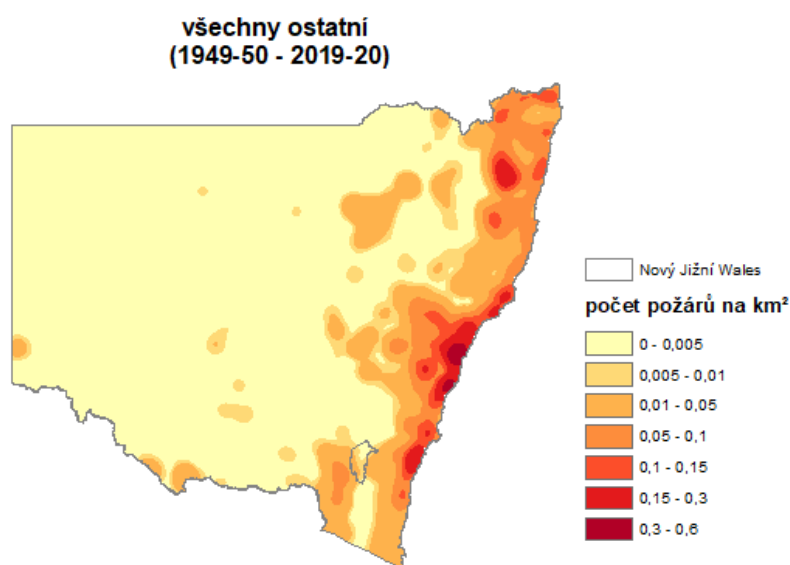 všechny ostatní
(1949-50 - 2019-20)
Nový Jižní Wales
počet požárů na km²
0 - 0,005
0,005 - 0,01
0,01 - 0,05
0,05 - 0,1
0,1 - 0,15
0,15 - 0,3
0,3 - 0,6